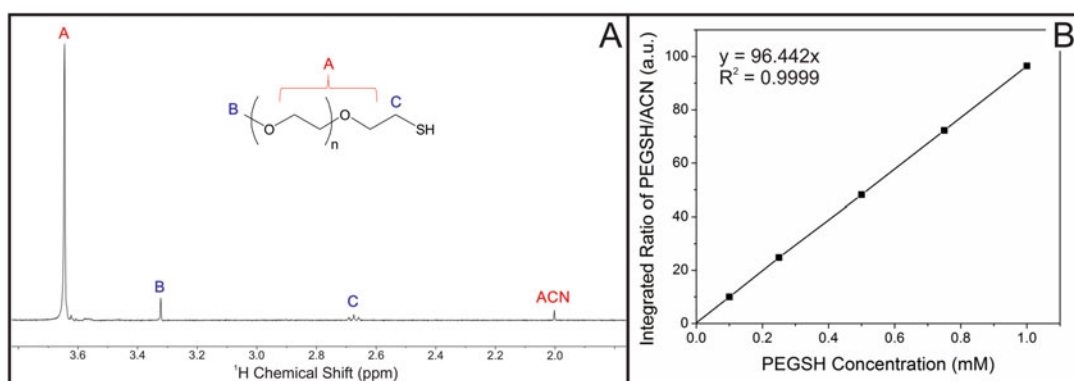 A
A
A
B
C
O
O
SH
n
B
C
ACN
3.6 3.4 3.2 3.0 2.8 2.6 2.4 2.2 2.0
¹H Chemical Shift (ppm)
B
y = 96.442x
R² = 0.9999
100
80
60
40
20
0
0.0 0.2 0.4 0.6 0.8 1.0
Integrated Ratio of PEGSH/ACN (a.u.)
PEGSH Concentration (mM)